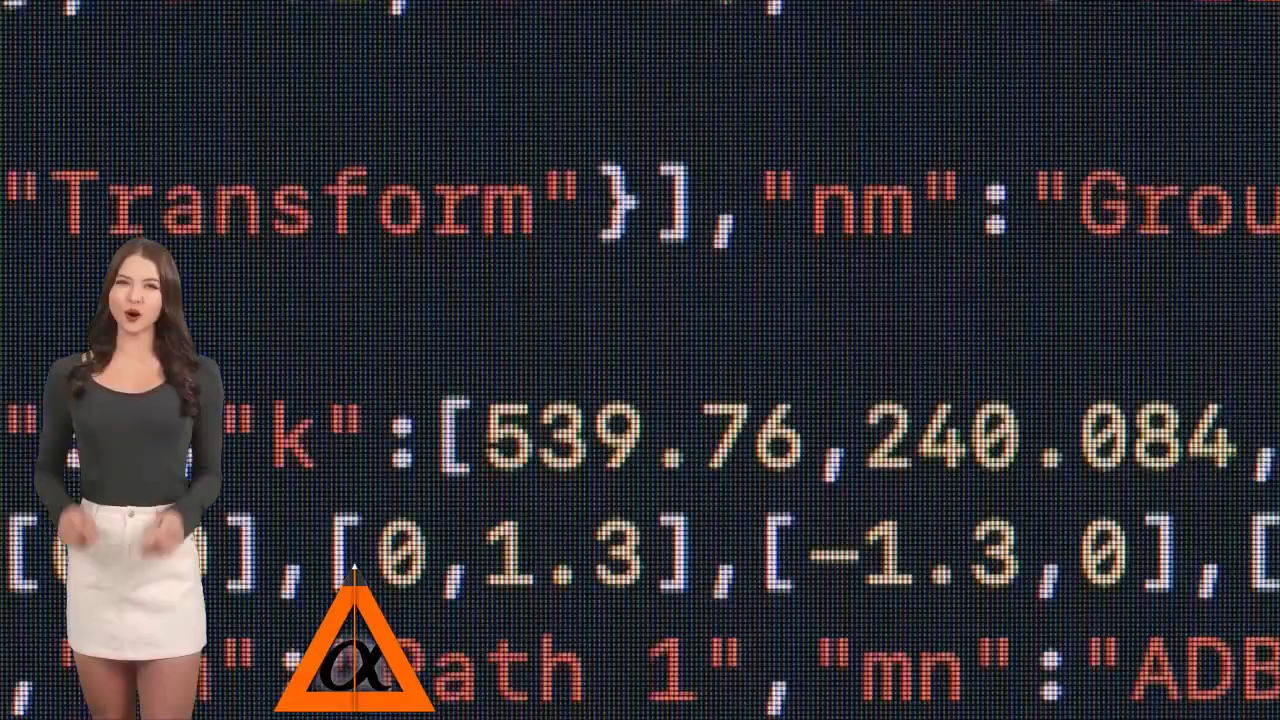 "Transform"}],"nm":"Grou
"k":[539.76,240.084,
],[0,1.3],[-1.3,0],[
"Path 1","mn":"ADB
α